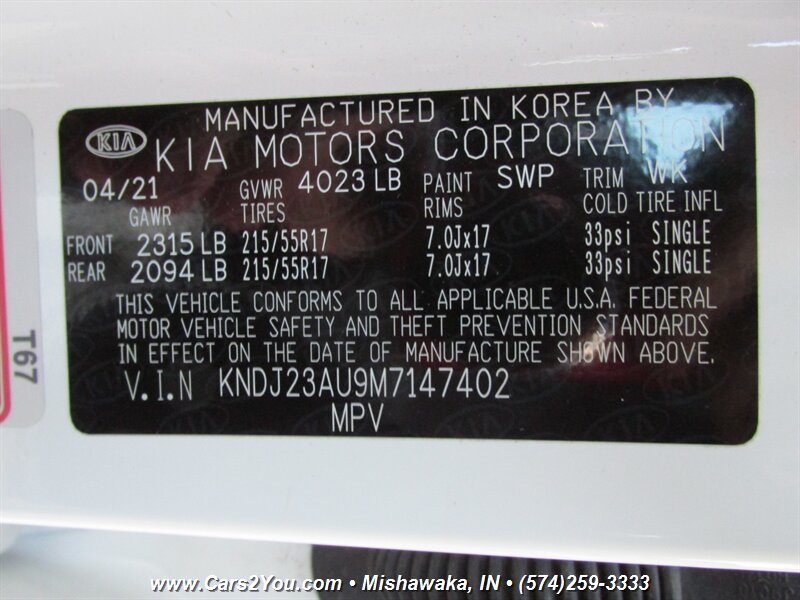 MANUFACTURED IN KOREA BY
KIA KIA MOTORS CORPORATION
04/21 GVWR 4023 LB PAINT SWP TRIM WK
GAWR TIRES RIMS COLD TIRE INFL
FRONT 2315 LB 215/55R17 7.0Jx17 33psi SINGLE
REAR 2094 LB 215/55R17 7.0Jx17 33psi SINGLE
THIS VEHICLE CONFORMS TO ALL APPLICABLE U.S.A. FEDERAL
MOTOR VEHICLE SAFETY AND THEFT PREVENTION STANDARDS
IN EFFECT ON THE DATE OF MANUFACTURE SHOWN ABOVE.
V.I.N KNDJ23AU9M7147402
MPV
T67
www.Cars2You.com • Mishawaka, IN • (574)259-3333